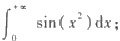 ∫₀^{+∞} sin(x²)dx;